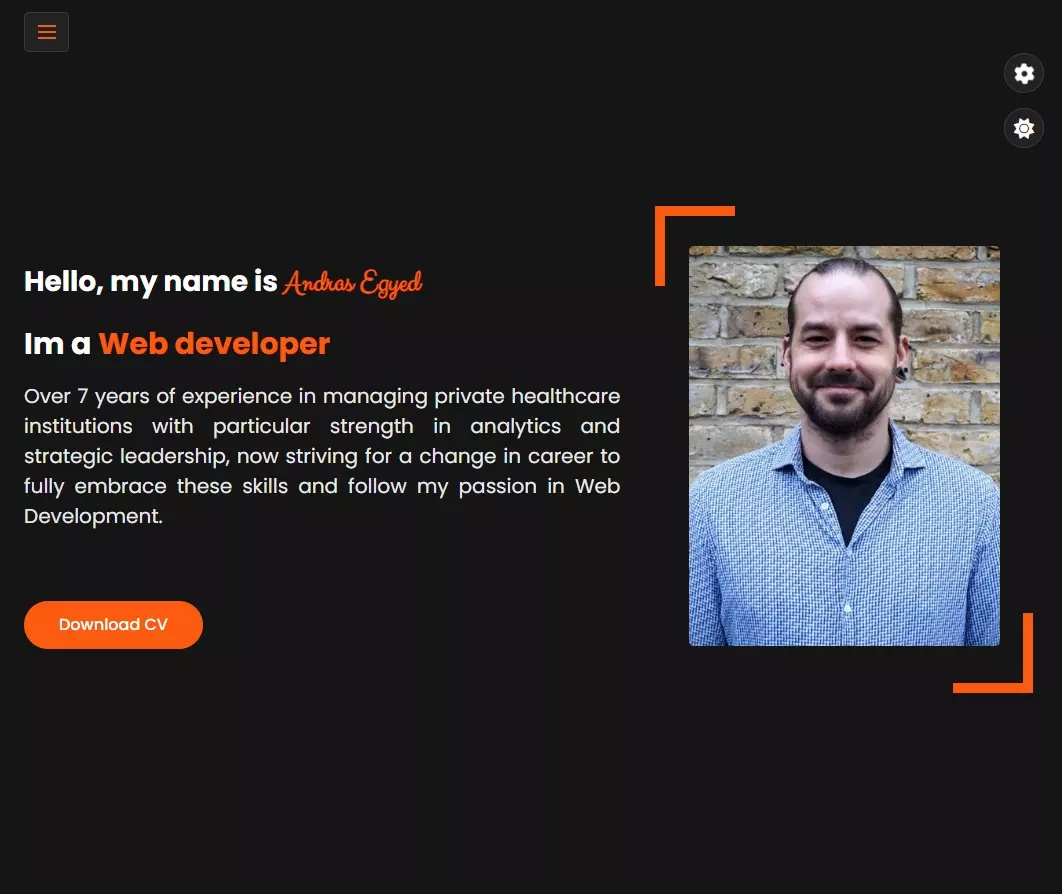 Hello, my name is Andras Egyed
Im a Web developer
Over 7 years of experience in managing private healthcare
institutions with particular strength in analytics and
strategic leadership, now striving for a change in career to
fully embrace these skills and follow my passion in Web
Development.
Download CV